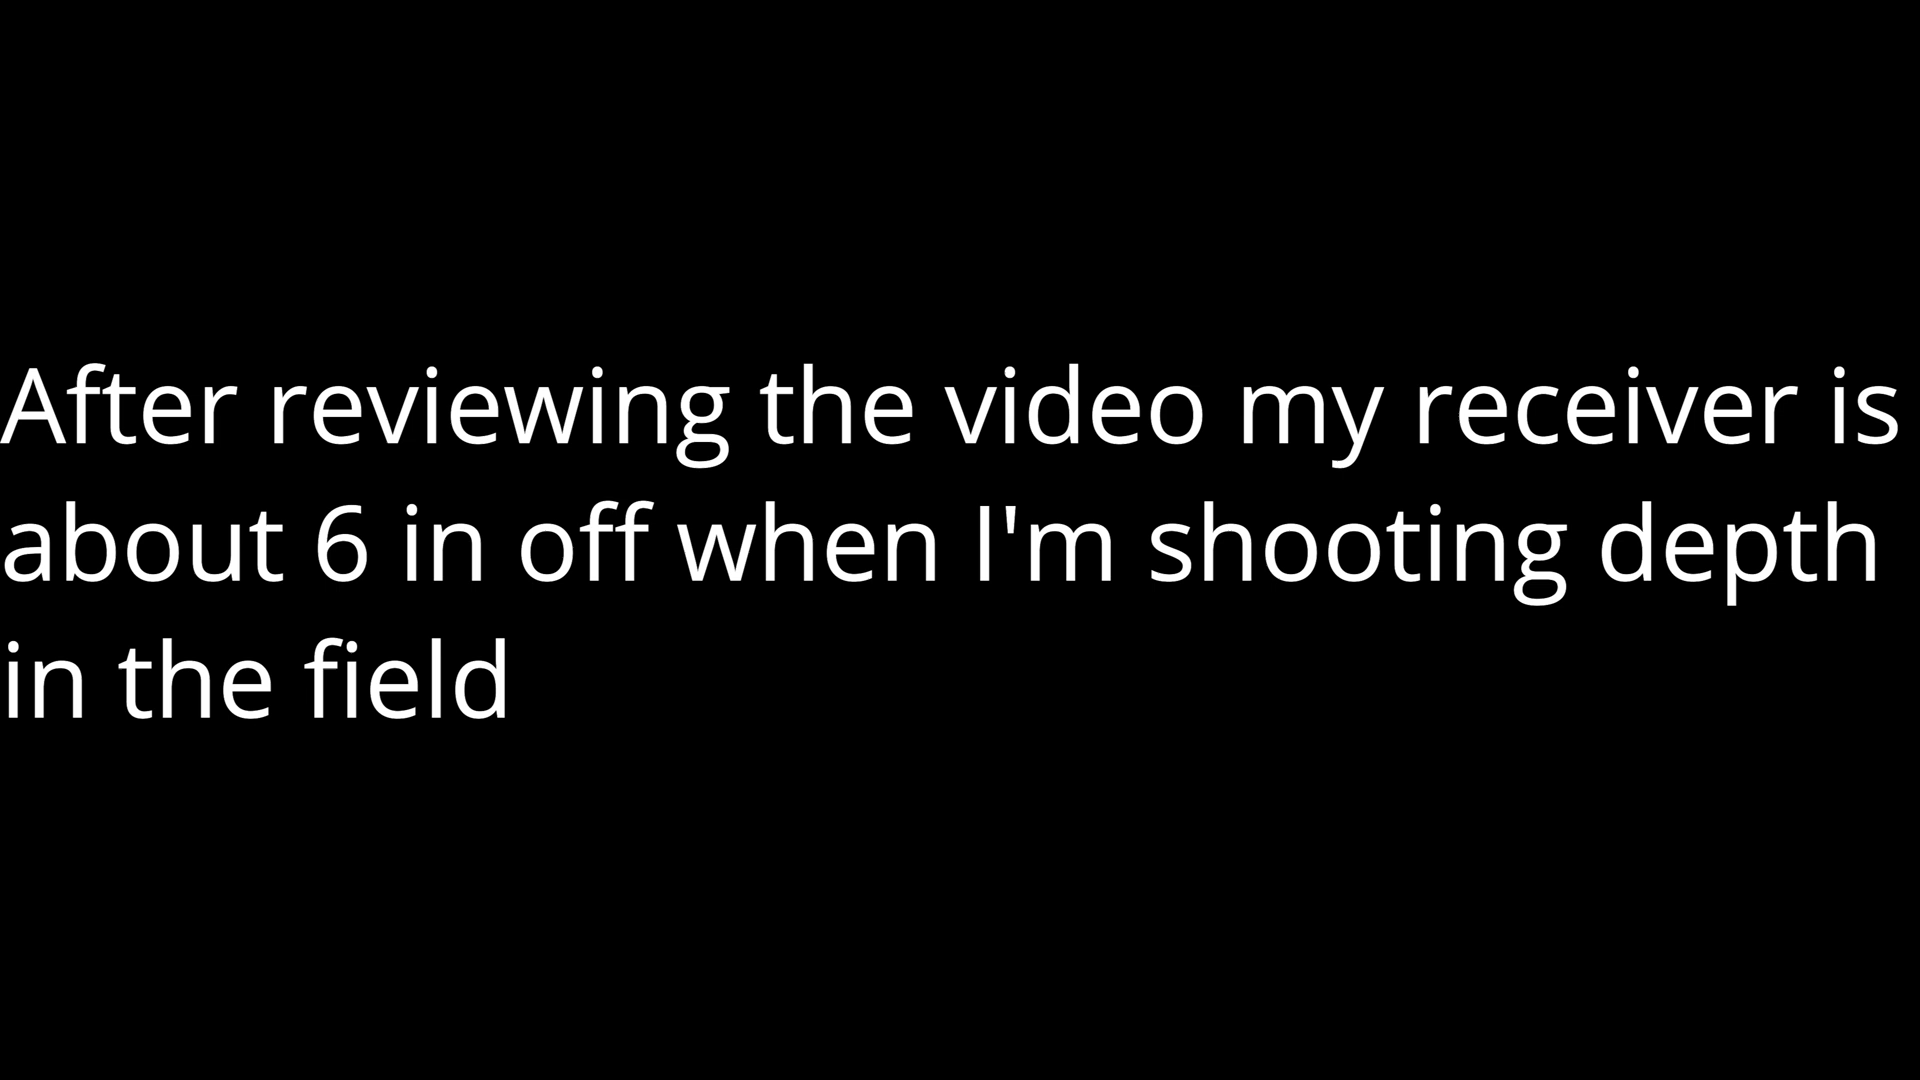 After reviewing the video my receiver is
about 6 in off when I'm shooting depth
in the field